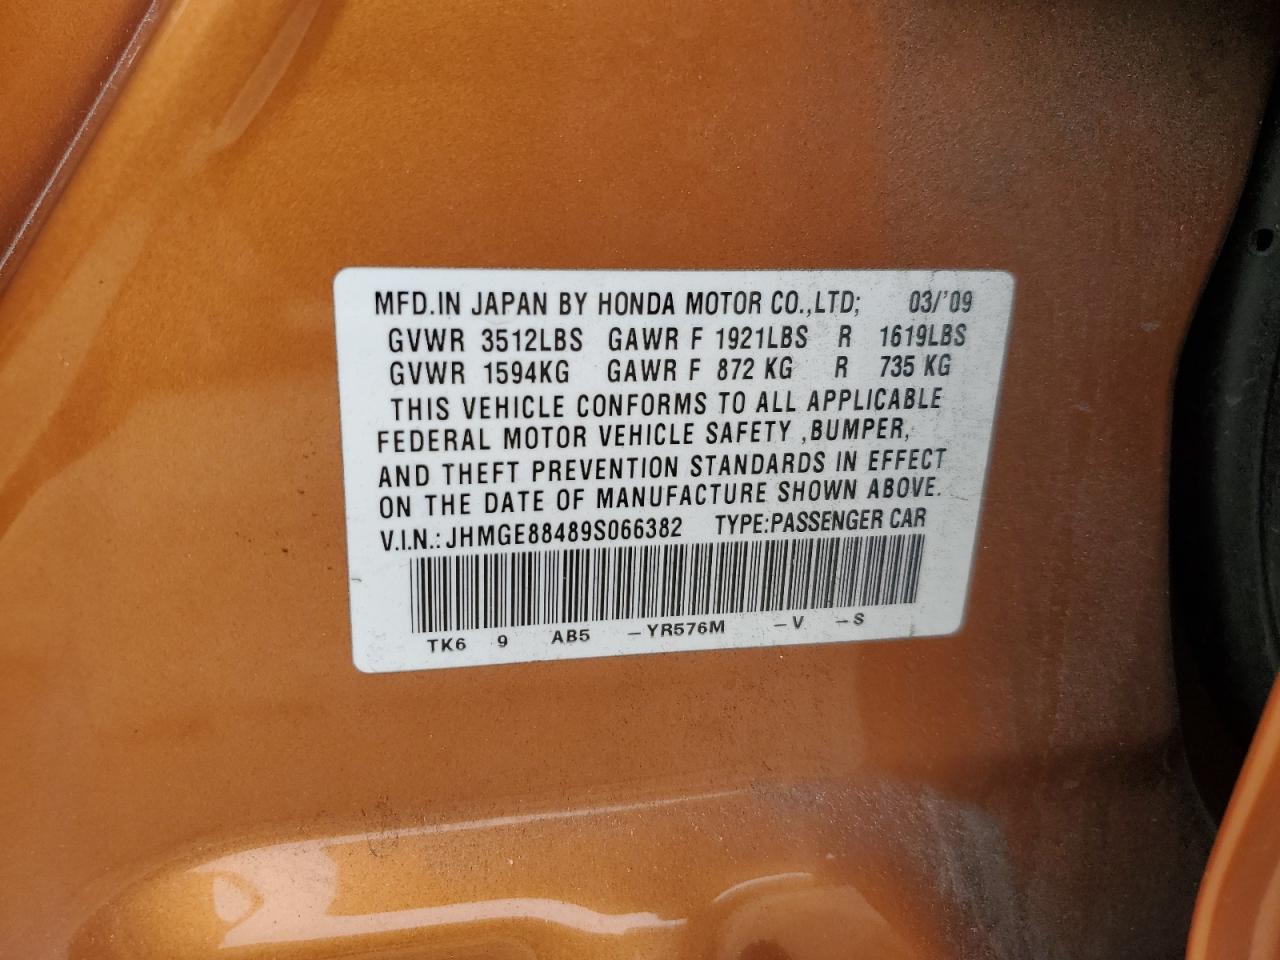 MFD.IN JAPAN BY HONDA MOTOR CO.,LTD; 03/'09
GVWR 3512LBS GAWR F 1921LBS R 1619LBS
GVWR 1594KG GAWR F 872 KG R 735 KG
THIS VEHICLE CONFORMS TO ALL APPLICABLE
FEDERAL MOTOR VEHICLE SAFETY ,BUMPER,
AND THEFT PREVENTION STANDARDS IN EFFECT
ON THE DATE OF MANUFACTURE SHOWN ABOVE.
V.I.N.: JHMGE88489S066382 TYPE:PASSENGER CAR
TK6 9 AB5 –YR576M –V –S